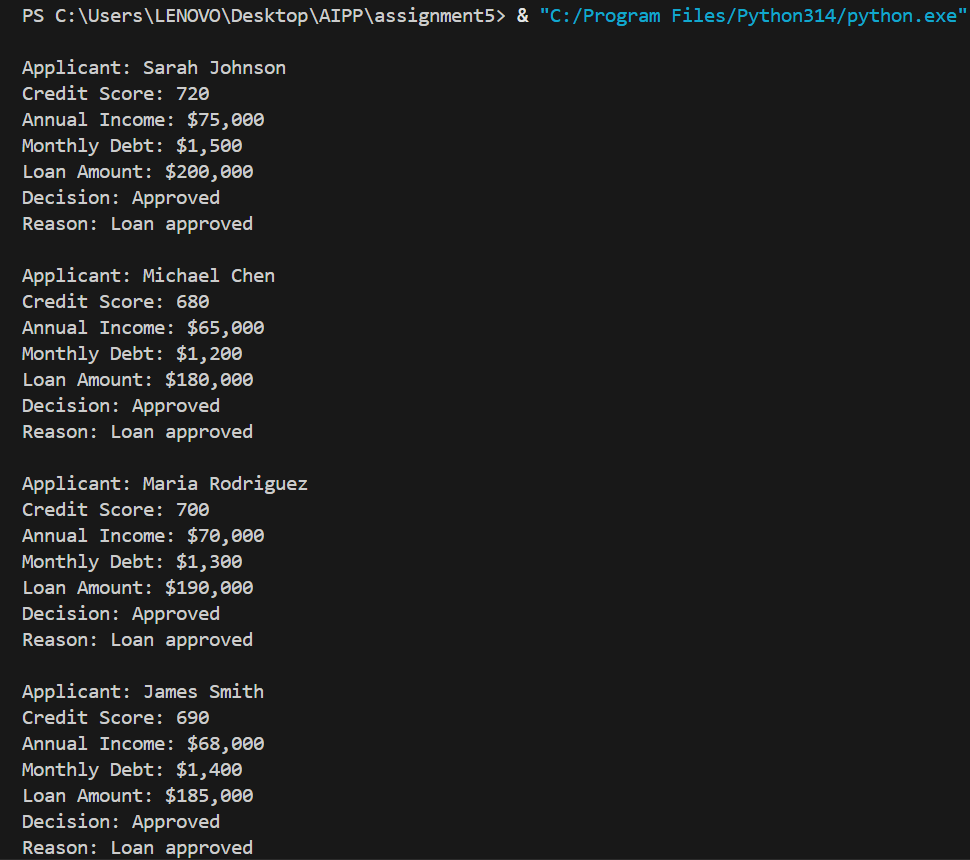 PS C:\Users\LENOVO\Desktop\AIPP\assignment5> & "C:/Program Files/Python314/python.exe"
Applicant: Sarah Johnson
Credit Score: 720
Annual Income: $75,000
Monthly Debt: $1,500
Loan Amount: $200,000
Decision: Approved
Reason: Loan approved
Applicant: Michael Chen
Credit Score: 680
Annual Income: $65,000
Monthly Debt: $1,200
Loan Amount: $180,000
Decision: Approved
Reason: Loan approved
Applicant: Maria Rodriguez
Credit Score: 700
Annual Income: $70,000
Monthly Debt: $1,300
Loan Amount: $190,000
Decision: Approved
Reason: Loan approved
Applicant: James Smith
Credit Score: 690
Annual Income: $68,000
Monthly Debt: $1,400
Loan Amount: $185,000
Decision: Approved
Reason: Loan approved